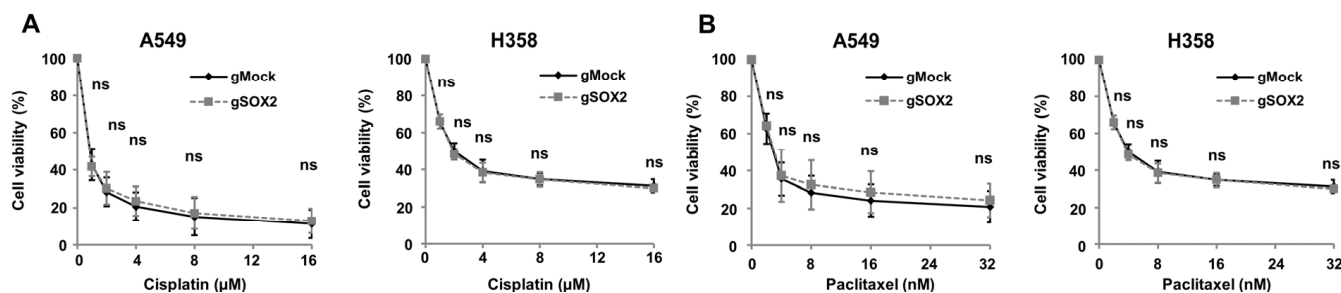 A
A549
100
80
60
40
20
0
Cell viability (%)
gMock
gSOX2
ns
ns
ns
ns
ns
0 4 8 12 16
Cisplatin (µM)
H358
100
80
60
40
20
0
Cell viability (%)
gMock
gSOX2
ns
ns
ns
ns
ns
0 4 8 12 16
Cisplatin (µM)
B
A549
100
80
60
40
20
0
Cell viability (%)
gMock
gSOX2
ns
ns
ns
ns
ns
0 8 16 24 32
Paclitaxel (nM)
H358
100
80
60
40
20
0
Cell viability (%)
gMock
gSOX2
ns
ns
ns
ns
ns
0 8 16 24 32
Paclitaxel (nM)